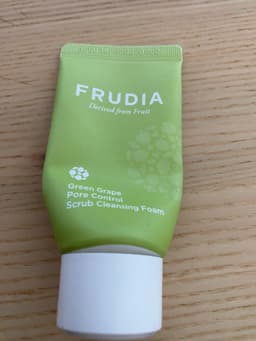 FRUDIA
Derived from Fruit
Green Grape
Pore Control
Scrub Cleansing Foam